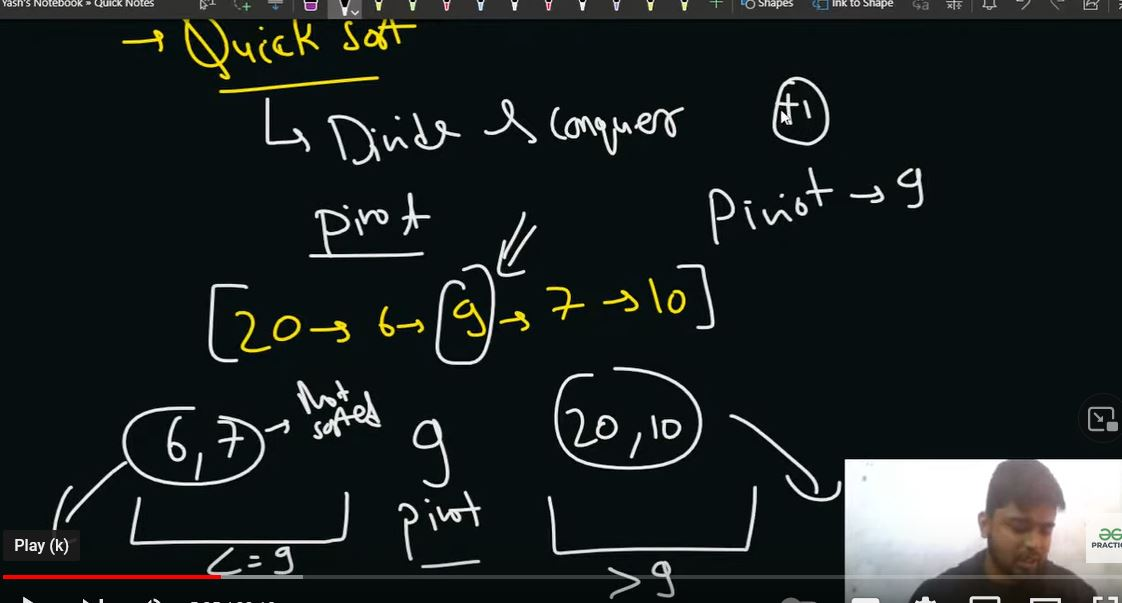 Yash's Notebook » Quick Notes
Shapes
Ink to Shape
→ Quick Sort
↳ Divide & Conquer
+1
pivot
Pivot → 9
[20 → 6 → 9 → 7 → 10]
6, 7 → Not sorted
9
20, 10
pivot
<= 9
> 9
Play (k)
PRACTI